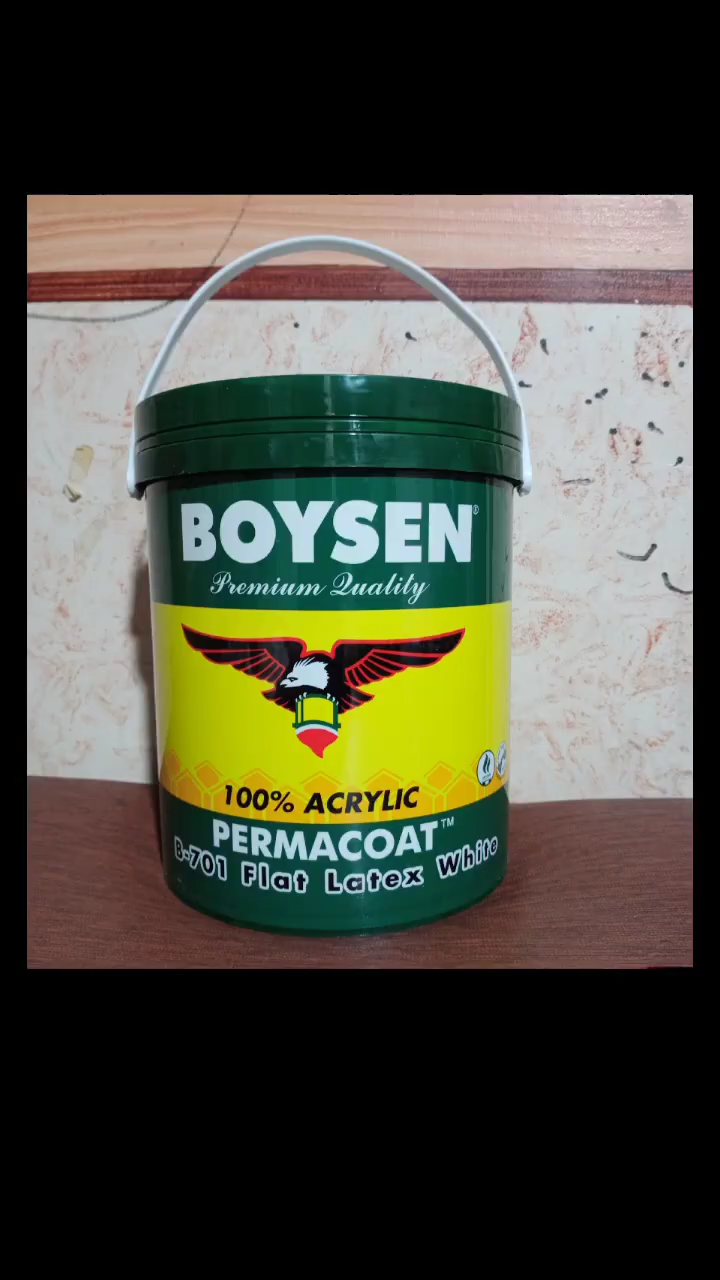 BOYSEN®
Premium Quality
100% ACRYLIC
PERMACOAT™
B-701 Flat Latex White